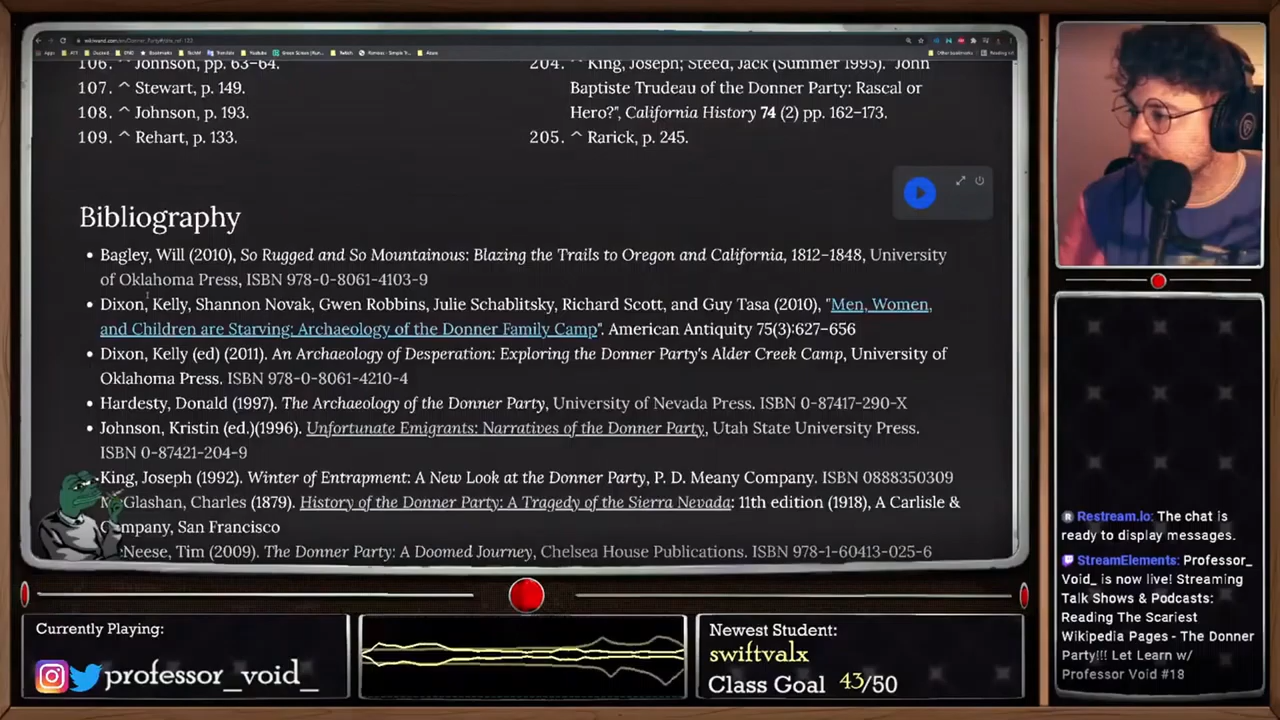 106. ^ Johnson, pp. 63–64.
107. ^ Stewart, p. 149.
108. ^ Johnson, p. 193.
109. ^ Rehart, p. 133.
204. ^ King, Joseph; Steed, Jack (Summer 1995). "John
Baptiste Trudeau of the Donner Party: Rascal or
Hero?", California History 74 (2) pp. 162–173.
205. ^ Rarick, p. 245.
Bibliography
• Bagley, Will (2010), So Rugged and So Mountainous: Blazing the Trails to Oregon and California, 1812–1848, University
of Oklahoma Press, ISBN 978-0-8061-4103-9
• Dixon, Kelly, Shannon Novak, Gwen Robbins, Julie Schablitsky, Richard Scott, and Guy Tasa (2010), "Men, Women,
and Children are Starving: Archaeology of the Donner Family Camp". American Antiquity 75(3):627–656
• Dixon, Kelly (ed) (2011). An Archaeology of Desperation: Exploring the Donner Party's Alder Creek Camp, University of
Oklahoma Press. ISBN 978-0-8061-4210-4
• Hardesty, Donald (1997). The Archaeology of the Donner Party, University of Nevada Press. ISBN 0-87417-290-X
• Johnson, Kristin (ed.)(1996). Unfortunate Emigrants: Narratives of the Donner Party, Utah State University Press.
ISBN 0-87421-204-9
King, Joseph (1992). Winter of Entrapment: A New Look at the Donner Party, P. D. Meany Company. ISBN 0888350309
Charles (1879). History of the Donner Party: A Tragedy of the Sierra Nevada: 11th edition (1918), A Carlisle &
San Francisco
Tim (2009). The Donner Party: A Doomed Journey, Chelsea House Publications. ISBN 978-1-60413-025-6
Currently Playing:
professor_void_
Newest Student:
swiftvalx
Class Goal 43/50
Restream.io: The chat is
ready to display messages.
StreamElements: Professor_
Void_ is now live! Streaming
Talk Shows & Podcasts:
Reading The Scariest
Wikipedia Pages - The Donner
Party!!! Let Learn w/
Professor Void #18